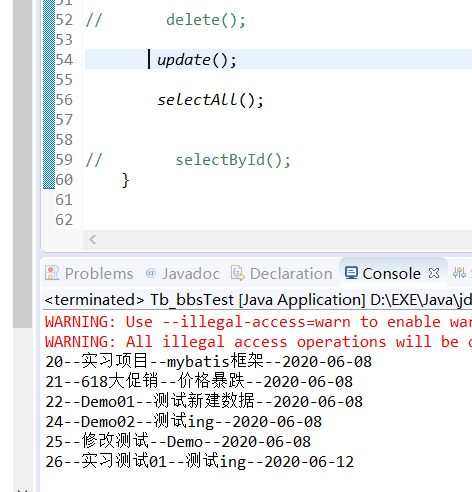 51
52 // delete();
53
54 update();
55
56 selectAll();
57
58
59 // selectById();
60 }
61
62
Problems @ Javadoc Declaration Console
<terminated> Tb_bbsTest [Java Application] D:\EXE\Java\jd
WARNING: Use --illegal-access=warn to enable war
WARNING: All illegal access operations will be d
20--实习项目--mybatis框架--2020-06-08
21--618大促销--价格暴跌--2020-06-08
22--Demo01--测试新建数据--2020-06-08
24--Demo02--测试ing--2020-06-08
25--修改测试--Demo--2020-06-08
26--实习测试01--测试ing--2020-06-12